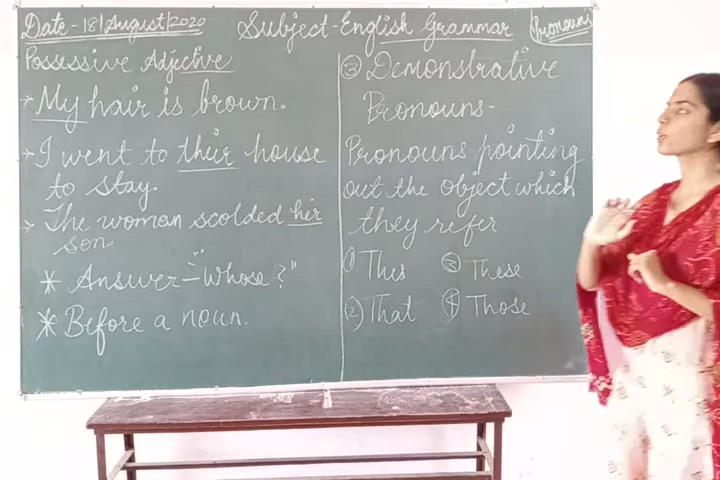 Date - 18/August/2020
Subject-English Grammar
Pronouns
Possessive Adjective
→ My hair is brown.
→ I went to their house
to stay.
→ The woman scolded her
son.
* Answer - "Whose?"
* Before a noun.
Demonstrative
Pronouns-
Pronouns pointing
out the object which
they refer
① This
③ These
(2) That
④ Those